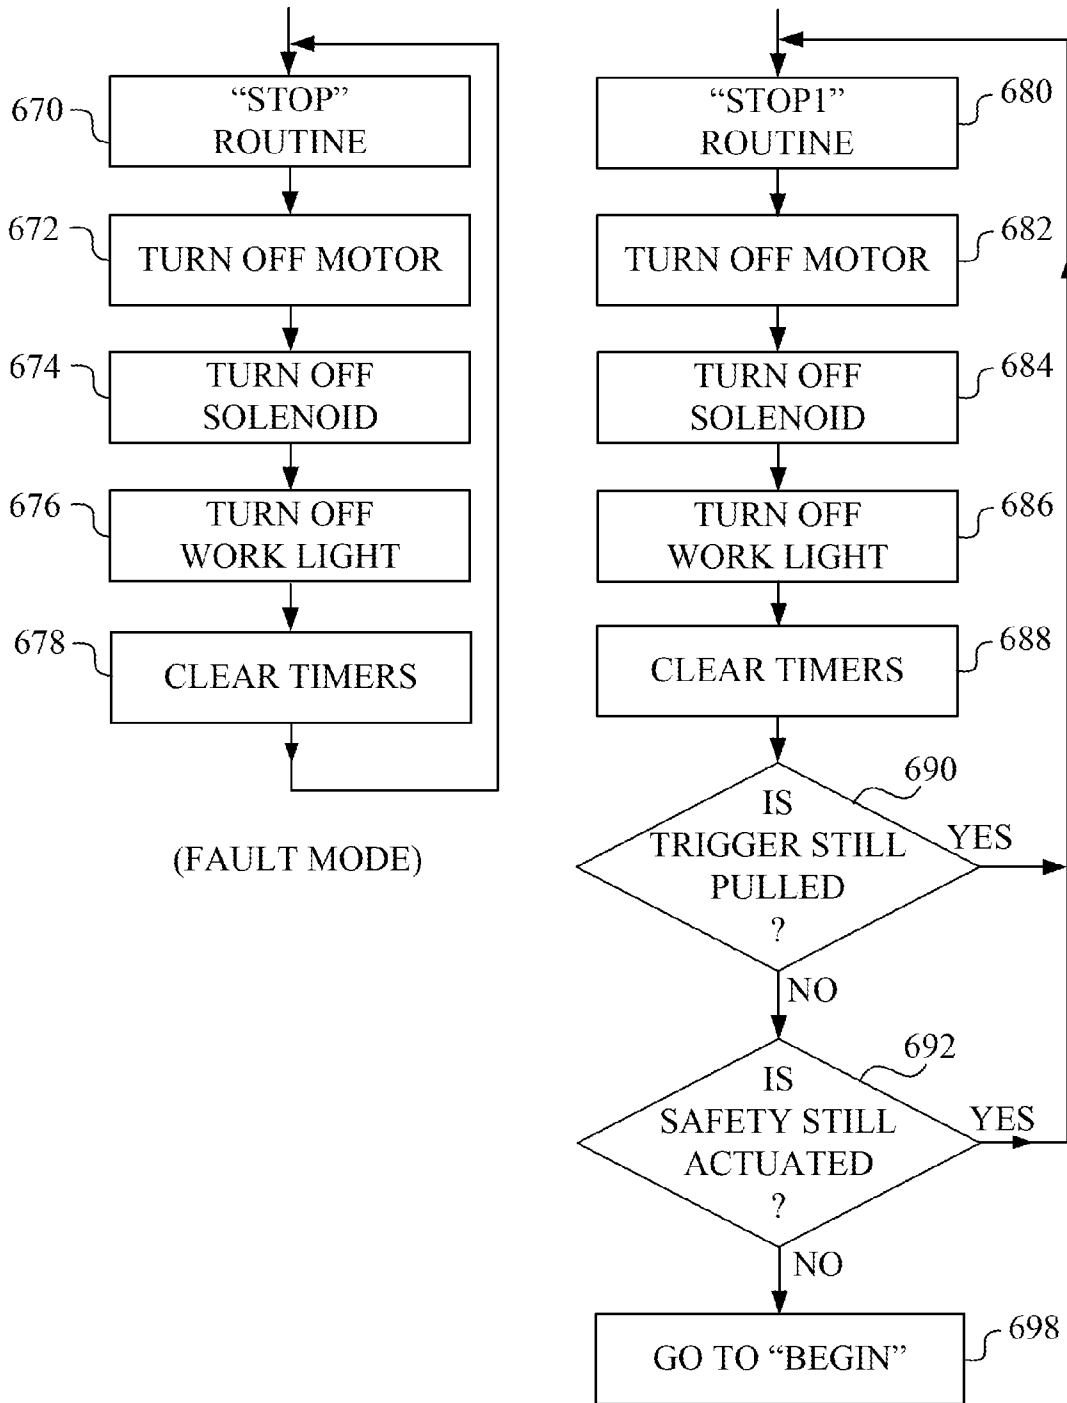 670
“STOP”
ROUTINE
672
TURN OFF MOTOR
674
TURN OFF
SOLENOID
676
TURN OFF
WORK LIGHT
678
CLEAR TIMERS
(FAULT MODE)
“STOP1”
ROUTINE
680
TURN OFF MOTOR
682
TURN OFF
SOLENOID
684
TURN OFF
WORK LIGHT
686
CLEAR TIMERS
688
690
IS
TRIGGER STILL
PULLED
?
YES
NO
692
IS
SAFETY STILL
ACTUATED
?
YES
NO
GO TO “BEGIN”
698